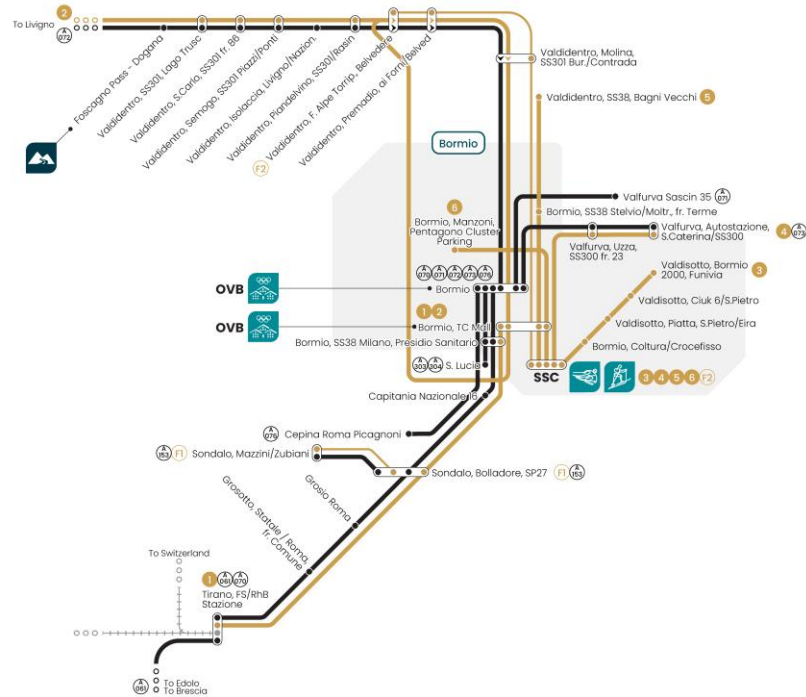 2
To Livigno
A
072
Foscagno Pass - Dogana
Valdidentro, SS301 Lago Trusc
Valdidentro, S.Carlo, SS301 fr. 86
Valdidentro, Semogo, SS301 Piazzi/Ponti
Valdidentro, Isolaccia, Livigno/Nazion.
Valdidentro, Piandelvino, SS301/Rasin
F2
Valdidentro, F. Alpe Torrip., Belvedere
Valdidentro, Premadio, ai Forni/Belved
Valdidentro, Molina,
SS301 Bur./Contrada
Valdidentro, SS38, Bagni Vecchi
5
Bormio
Valfurva Sascin 35
A
071
Bormio, SS38 Stelvio/Moltr., fr. Terme
6
Bormio, Manzoni,
Pentagono Cluster
Parking
Valfurva, Autostazione,
S.Caterina/SS300
4
A
073
Valfurva, Uzza,
SS300 fr. 23
A
070
A
071
A
072
A
073
A
076
OVB
Bormio
Valdisotto, Bormio
2000, Funivia
3
Valdisotto, Ciuk 6/S.Pietro
1 2
OVB
Bormio, TC Mall
Valdisotto, Piatta, S.Pietro/Eira
Bormio, SS38 Milano, Presidio Sanitario
Bormio, Coltura/Crocefisso
A
303
A
304
S. Lucia
SSC
3 4 5 6 F2
Capitania Nazionale 16
A
076
Cepina Roma Picagnoni
A
153
F1
Sondalo, Mazzini/Zubiani
Sondalo, Bolladore, SP27
F1
A
153
Grosio Roma
Grosotto, Statale / Roma,
fr. Comune
To Switzerland
1
A
061
A
070
Tirano, FS/RhB
Stazione
A
061
To Edolo
To Brescia